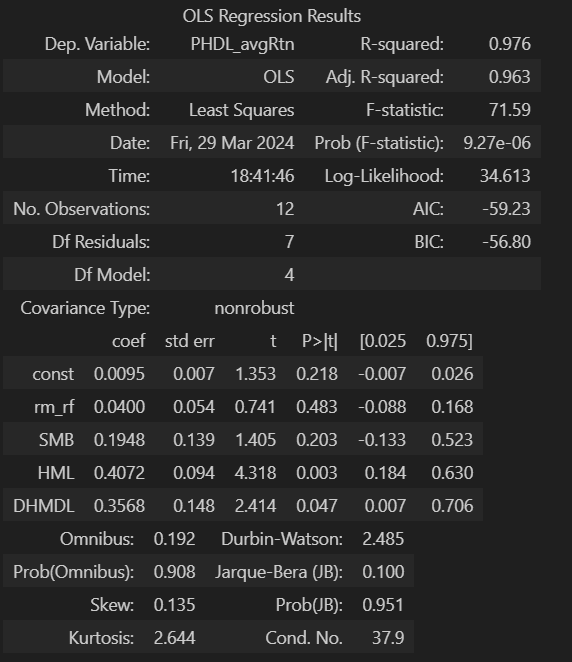 OLS Regression Results
Dep. Variable: PHDL_avgRtn R-squared: 0.976
Model: OLS Adj. R-squared: 0.963
Method: Least Squares F-statistic: 71.59
Date: Fri, 29 Mar 2024 Prob (F-statistic): 9.27e-06
Time: 18:41:46 Log-Likelihood: 34.613
No. Observations: 12 AIC: -59.23
Df Residuals: 7 BIC: -56.80
Df Model: 4
Covariance Type: nonrobust
coef std err t P>|t| [0.025 0.975]
const 0.0095 0.007 1.353 0.218 -0.007 0.026
rm_rf 0.0400 0.054 0.741 0.483 -0.088 0.168
SMB 0.1948 0.139 1.405 0.203 -0.133 0.523
HML 0.4072 0.094 4.318 0.003 0.184 0.630
DHMDL 0.3568 0.148 2.414 0.047 0.007 0.706
Omnibus: 0.192 Durbin-Watson: 2.485
Prob(Omnibus): 0.908 Jarque-Bera (JB): 0.100
Skew: 0.135 Prob(JB): 0.951
Kurtosis: 2.644 Cond. No. 37.9